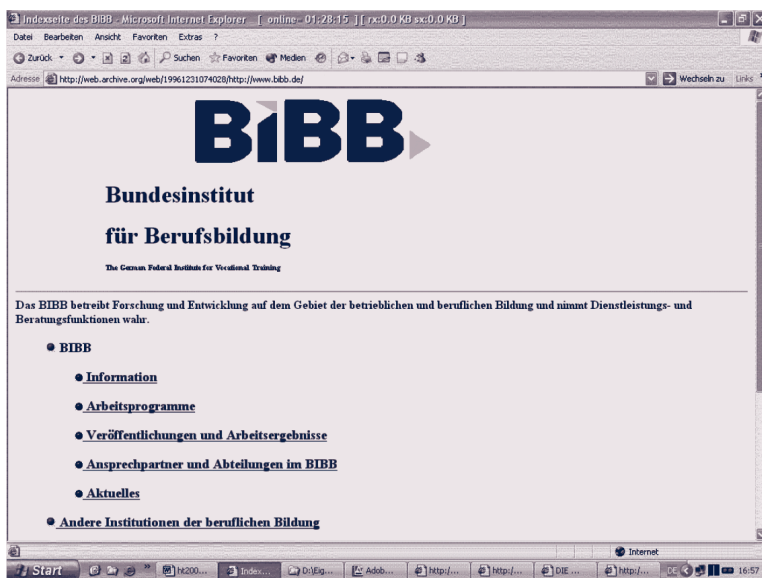 Indexseite des BIBB - Microsoft Internet Explorer [ online- 01:28:15 ] [ rx:0.0 KB sx:0.0 KB ]
Datei Bearbeiten Ansicht Favoriten Extras ?
Zurück Suchen Favoriten Medien
Adresse http://web.archive.org/web/19961231074028/http://www.bibb.de/ Wechseln zu Links
BiBB
Bundesinstitut
für Berufsbildung
The German Federal Institute for Vocational Training
Das BIBB betreibt Forschung und Entwicklung auf dem Gebiet der betrieblichen und beruflichen Bildung und nimmt Dienstleistungs- und
Beratungsfunktionen wahr.
BIBB
Information
Arbeitsprogramme
Veröffentlichungen und Arbeitsergebnisse
Ansprechpartner und Abteilungen im BIBB
Aktuelles
Andere Institutionen der beruflichen Bildung
Internet
Start ht200... Index... D:\Eig... Adob... http:/... http:/... DIE ... http:/... DE 16:57